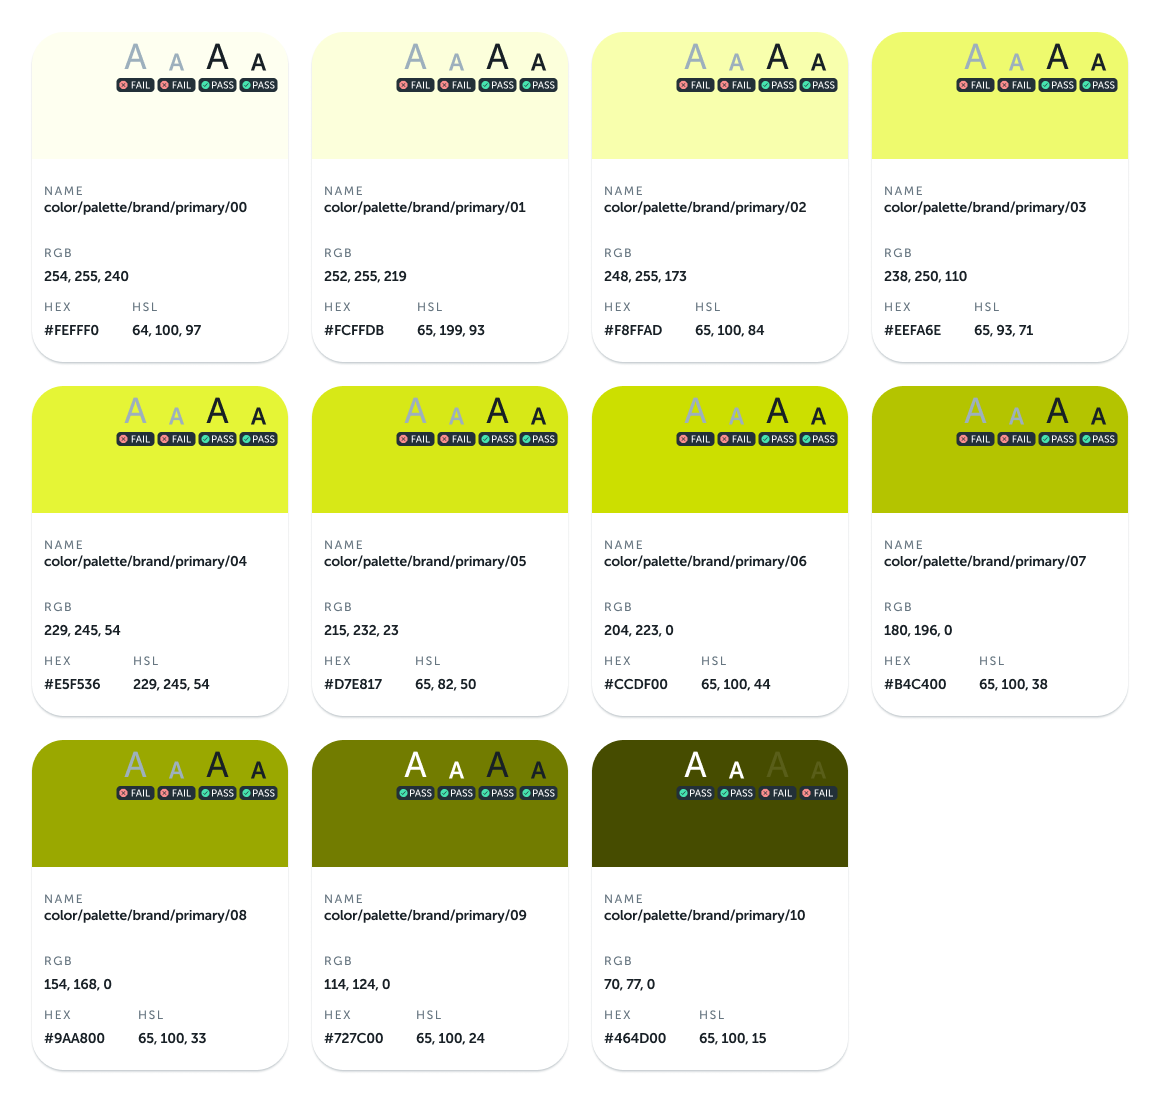 A A A A
FAIL FAIL PASS PASS
NAME
color/palette/brand/primary/00
RGB
254, 255, 240
HEX HSL
#FEFFF0 64, 100, 97
A A A A
FAIL FAIL PASS PASS
NAME
color/palette/brand/primary/01
RGB
252, 255, 219
HEX HSL
#FCFFDB 65, 199, 93
A A A A
FAIL FAIL PASS PASS
NAME
color/palette/brand/primary/02
RGB
248, 255, 173
HEX HSL
#F8FFAD 65, 100, 84
A A A A
FAIL FAIL PASS PASS
NAME
color/palette/brand/primary/03
RGB
238, 250, 110
HEX HSL
#EEFA6E 65, 93, 71
A A A A
FAIL FAIL PASS PASS
NAME
color/palette/brand/primary/04
RGB
229, 245, 54
HEX HSL
#E5F536 229, 245, 54
A A A A
FAIL FAIL PASS PASS
NAME
color/palette/brand/primary/05
RGB
215, 232, 23
HEX HSL
#D7E817 65, 82, 50
A A A A
FAIL FAIL PASS PASS
NAME
color/palette/brand/primary/06
RGB
204, 223, 0
HEX HSL
#CCDF00 65, 100, 44
A A A A
FAIL FAIL PASS PASS
NAME
color/palette/brand/primary/07
RGB
180, 196, 0
HEX HSL
#B4C400 65, 100, 38
A A A A
FAIL FAIL PASS PASS
NAME
color/palette/brand/primary/08
RGB
154, 168, 0
HEX HSL
#9AA800 65, 100, 33
A A A A
PASS PASS PASS PASS
NAME
color/palette/brand/primary/09
RGB
114, 124, 0
HEX HSL
#727C00 65, 100, 24
A A A A
PASS PASS FAIL FAIL
NAME
color/palette/brand/primary/10
RGB
70, 77, 0
HEX HSL
#464D00 65, 100, 15